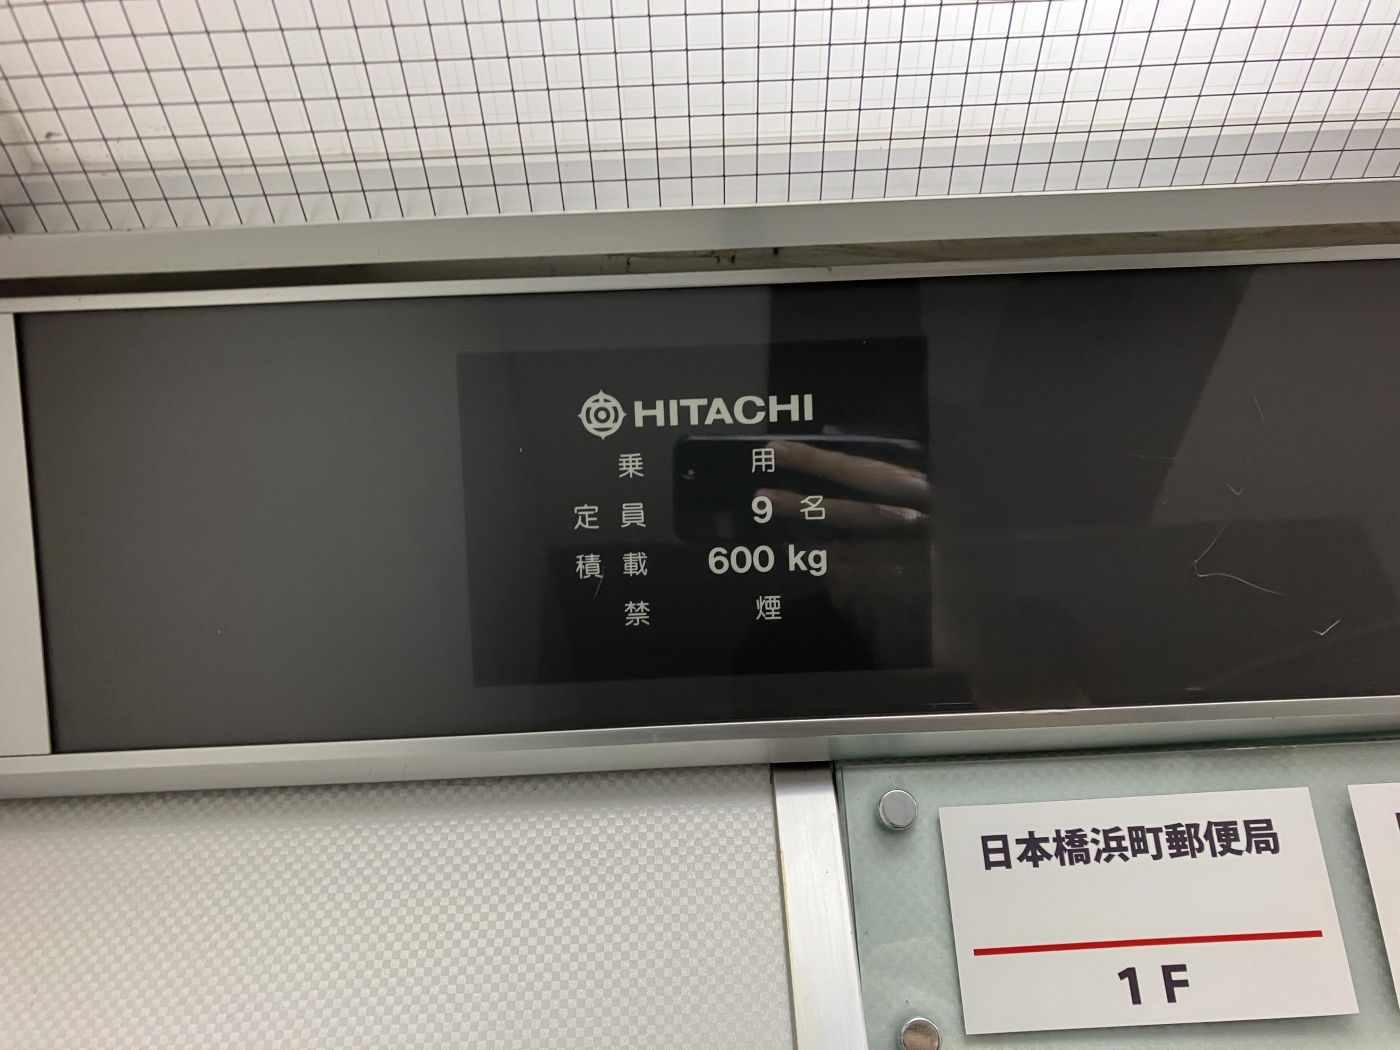 HITACHI
乗用
定員 9名
積載 600 kg
禁煙
日本橋浜町郵便局
1F